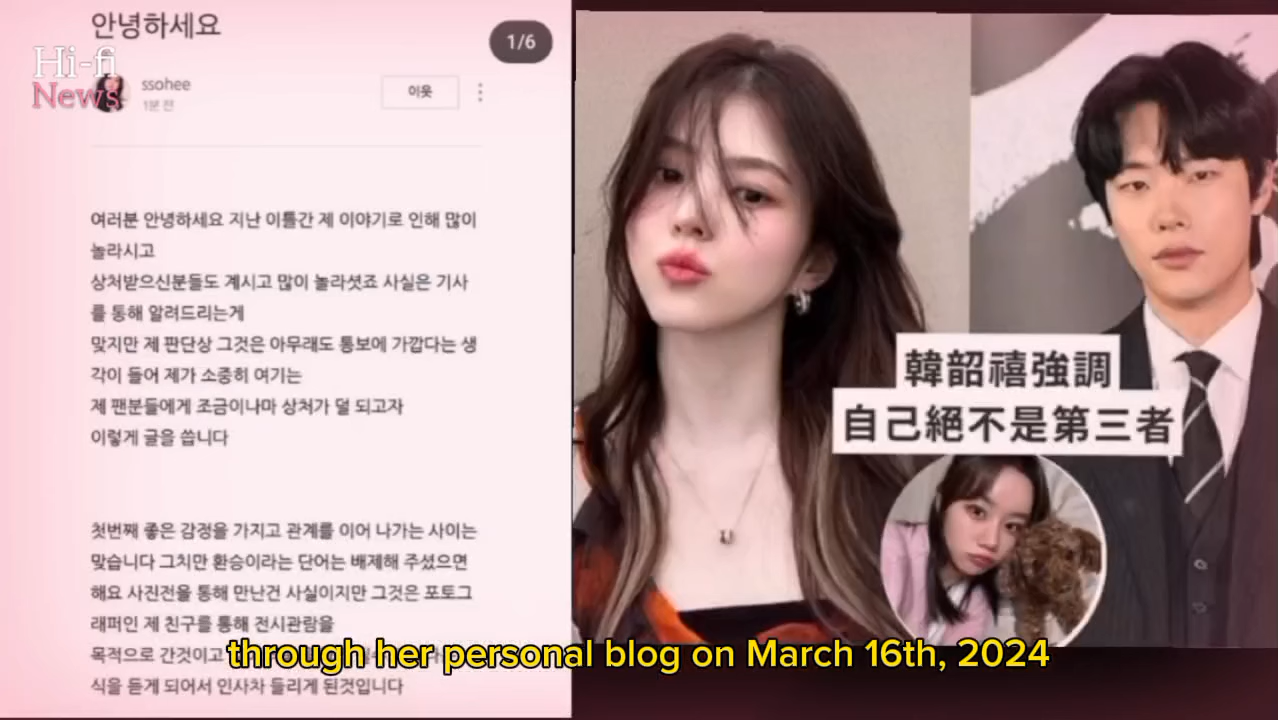 안녕하세요
1/6
Hi-fi
News
ssohee
1분 전
이웃
여러분 안녕하세요 지난 이틀간 제 이야기로 인해 많이
놀라시고
상처받으신분들도 계시고 많이 놀라셧죠 사실은 기사
를 통해 알려드리는게
맞지만 제 판단상 그것은 아무래도 통보에 가깝다는 생
각이 들어 제가 소중히 여기는
제 팬분들에게 조금이나마 상처가 덜 되고자
이렇게 글을 씁니다
첫번째 좋은 감정을 가지고 관계를 이어 나가는 사이는
맞습니다 그치만 환승이라는 단어는 배제해 주셨으면
해요 사진전을 통해 만난건 사실이지만 그것은 포토그
래퍼인 제 친구를 통해 전시관람을
목적으로 간것이고
식을 듣게 되어서 인사차 들리게 된것입니다
韓韶禧強調
自己絕不是第三者
through her personal blog on March 16th, 2024